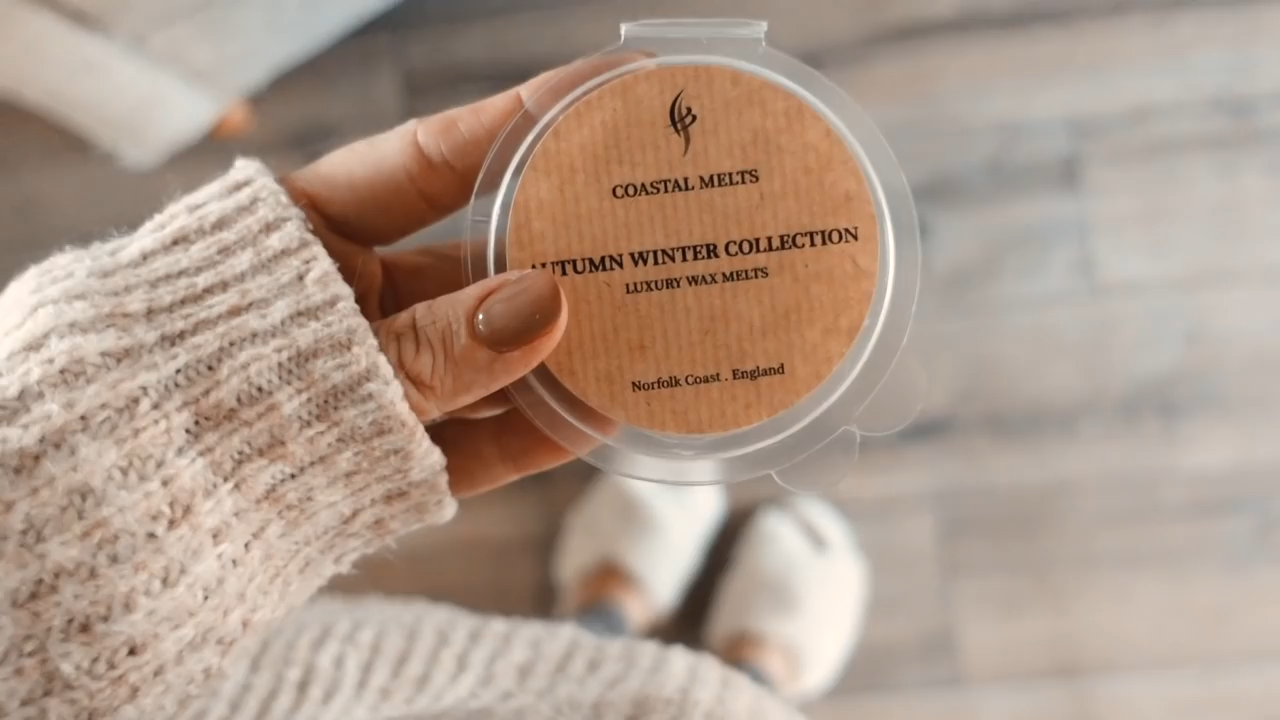 COASTAL MELTS
AUTUMN WINTER COLLECTION
LUXURY WAX MELTS
Norfolk Coast . England